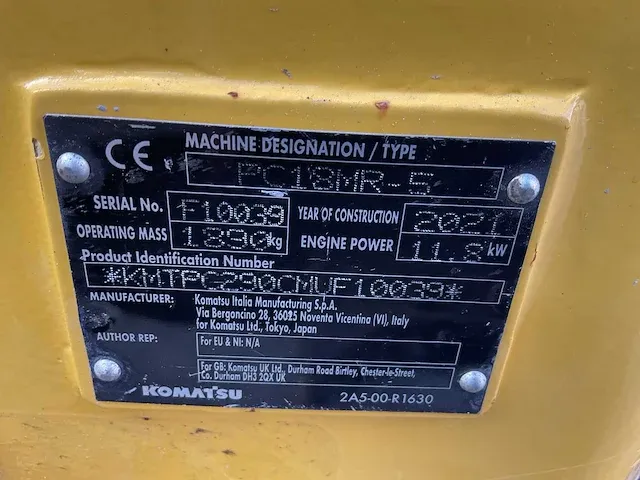 CE
MACHINE DESIGNATION / TYPE
PC18MR-5
SERIAL No. F10039 YEAR OF CONSTRUCTION 2021
OPERATING MASS 1890kg ENGINE POWER 11.8 kW
Product Identification Number
*KMTPC290CMVF10039*
MANUFACTURER: Komatsu Italia Manufacturing S.p.A.
Via Bergoncino 28, 36025 Noventa Vicentina (VI), Italy
for Komatsu Ltd., Tokyo, Japan
AUTHOR REP: For EU & NI: N/A
For GB: Komatsu UK Ltd., Durham Road Birtley, Chester-le-Street,
Co. Durham DH3 2QX UK
KOMATSU 2A5-00-R1630